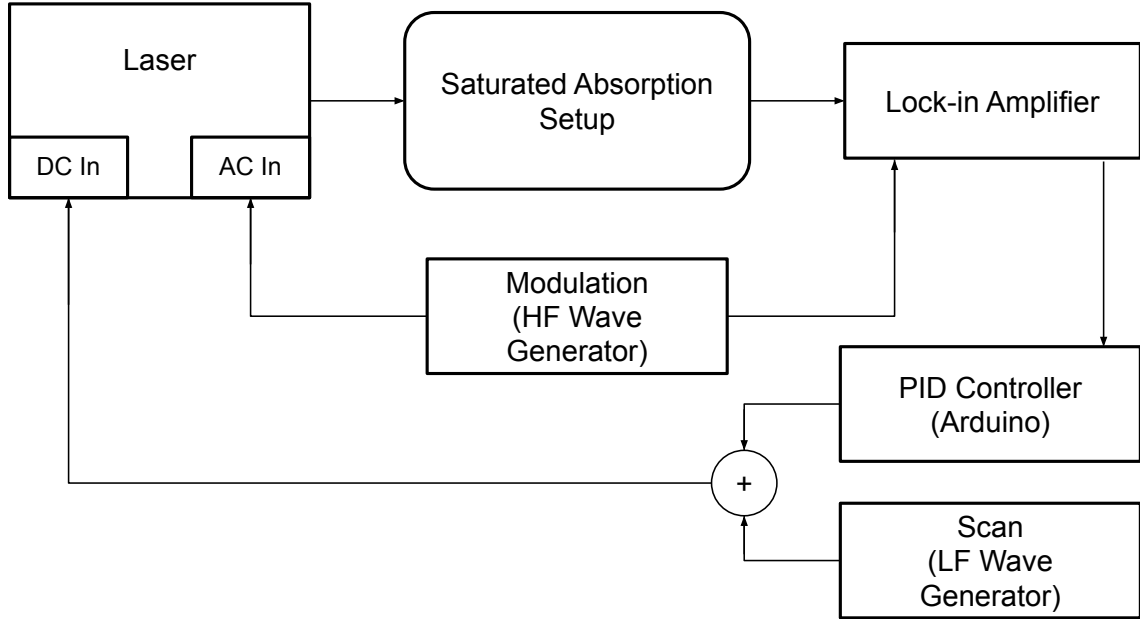 Laser
DC In
AC In
Saturated Absorption
Setup
Lock-in Amplifier
Modulation
(HF Wave
Generator)
PID Controller
(Arduino)
+
Scan
(LF Wave
Generator)